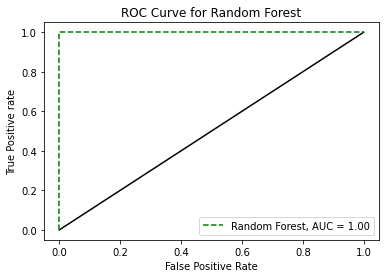 ROC Curve for Random Forest
True Positive rate
1.0
0.8
0.6
0.4
0.2
0.0
Random Forest, AUC = 1.00
0.0 0.2 0.4 0.6 0.8 1.0
False Positive Rate